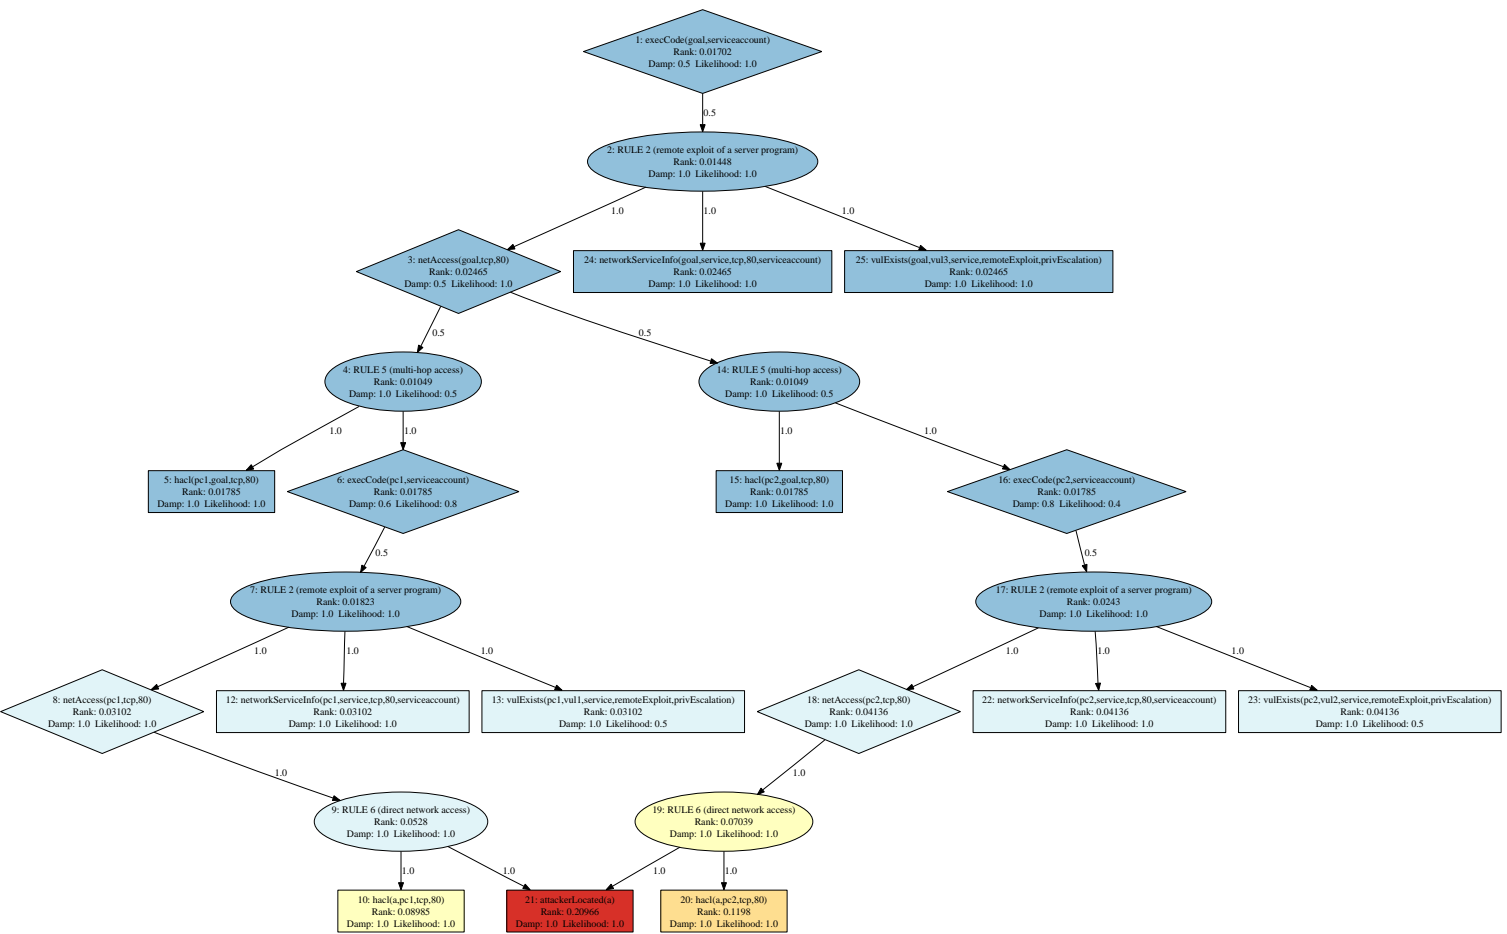 1: execCode(goal,serviceaccount)
Rank: 0.01702
Damp: 0.5 Likelihood: 1.0
0.5
2: RULE 2 (remote exploit of a server program)
Rank: 0.01448
Damp: 1.0 Likelihood: 1.0
1.0
1.0
1.0
3: netAccess(goal,tcp,80)
Rank: 0.02465
Damp: 0.5 Likelihood: 1.0
24: networkServiceInfo(goal,service,tcp,80,serviceaccount)
Rank: 0.02465
Damp: 1.0 Likelihood: 1.0
25: vulExists(goal,vul3,service,remoteExploit,privEscalation)
Rank: 0.02465
Damp: 1.0 Likelihood: 1.0
0.5
0.5
4: RULE 5 (multi-hop access)
Rank: 0.01049
Damp: 1.0 Likelihood: 0.5
14: RULE 5 (multi-hop access)
Rank: 0.01049
Damp: 1.0 Likelihood: 0.5
1.0
1.0
1.0
1.0
5: hacl(pc1,goal,tcp,80)
Rank: 0.01785
Damp: 1.0 Likelihood: 1.0
6: execCode(pc1,serviceaccount)
Rank: 0.01785
Damp: 0.6 Likelihood: 0.8
15: hacl(pc2,goal,tcp,80)
Rank: 0.01785
Damp: 1.0 Likelihood: 1.0
16: execCode(pc2,serviceaccount)
Rank: 0.01785
Damp: 0.8 Likelihood: 0.4
0.5
0.5
7: RULE 2 (remote exploit of a server program)
Rank: 0.01823
Damp: 1.0 Likelihood: 1.0
17: RULE 2 (remote exploit of a server program)
Rank: 0.0243
Damp: 1.0 Likelihood: 1.0
1.0
1.0
1.0
1.0
1.0
1.0
8: netAccess(pc1,tcp,80)
Rank: 0.03102
Damp: 1.0 Likelihood: 1.0
12: networkServiceInfo(pc1,service,tcp,80,serviceaccount)
Rank: 0.03102
Damp: 1.0 Likelihood: 1.0
13: vulExists(pc1,vul1,service,remoteExploit,privEscalation)
Rank: 0.03102
Damp: 1.0 Likelihood: 0.5
18: netAccess(pc2,tcp,80)
Rank: 0.04136
Damp: 1.0 Likelihood: 1.0
22: networkServiceInfo(pc2,service,tcp,80,serviceaccount)
Rank: 0.04136
Damp: 1.0 Likelihood: 1.0
23: vulExists(pc2,vul2,service,remoteExploit,privEscalation)
Rank: 0.04136
Damp: 1.0 Likelihood: 0.5
1.0
1.0
9: RULE 6 (direct network access)
Rank: 0.0528
Damp: 1.0 Likelihood: 1.0
19: RULE 6 (direct network access)
Rank: 0.07039
Damp: 1.0 Likelihood: 1.0
1.0
1.0
1.0
1.0
10: hacl(a,pc1,tcp,80)
Rank: 0.08985
Damp: 1.0 Likelihood: 1.0
21: attackerLocated(a)
Rank: 0.20966
Damp: 1.0 Likelihood: 1.0
20: hacl(a,pc2,tcp,80)
Rank: 0.1198
Damp: 1.0 Likelihood: 1.0